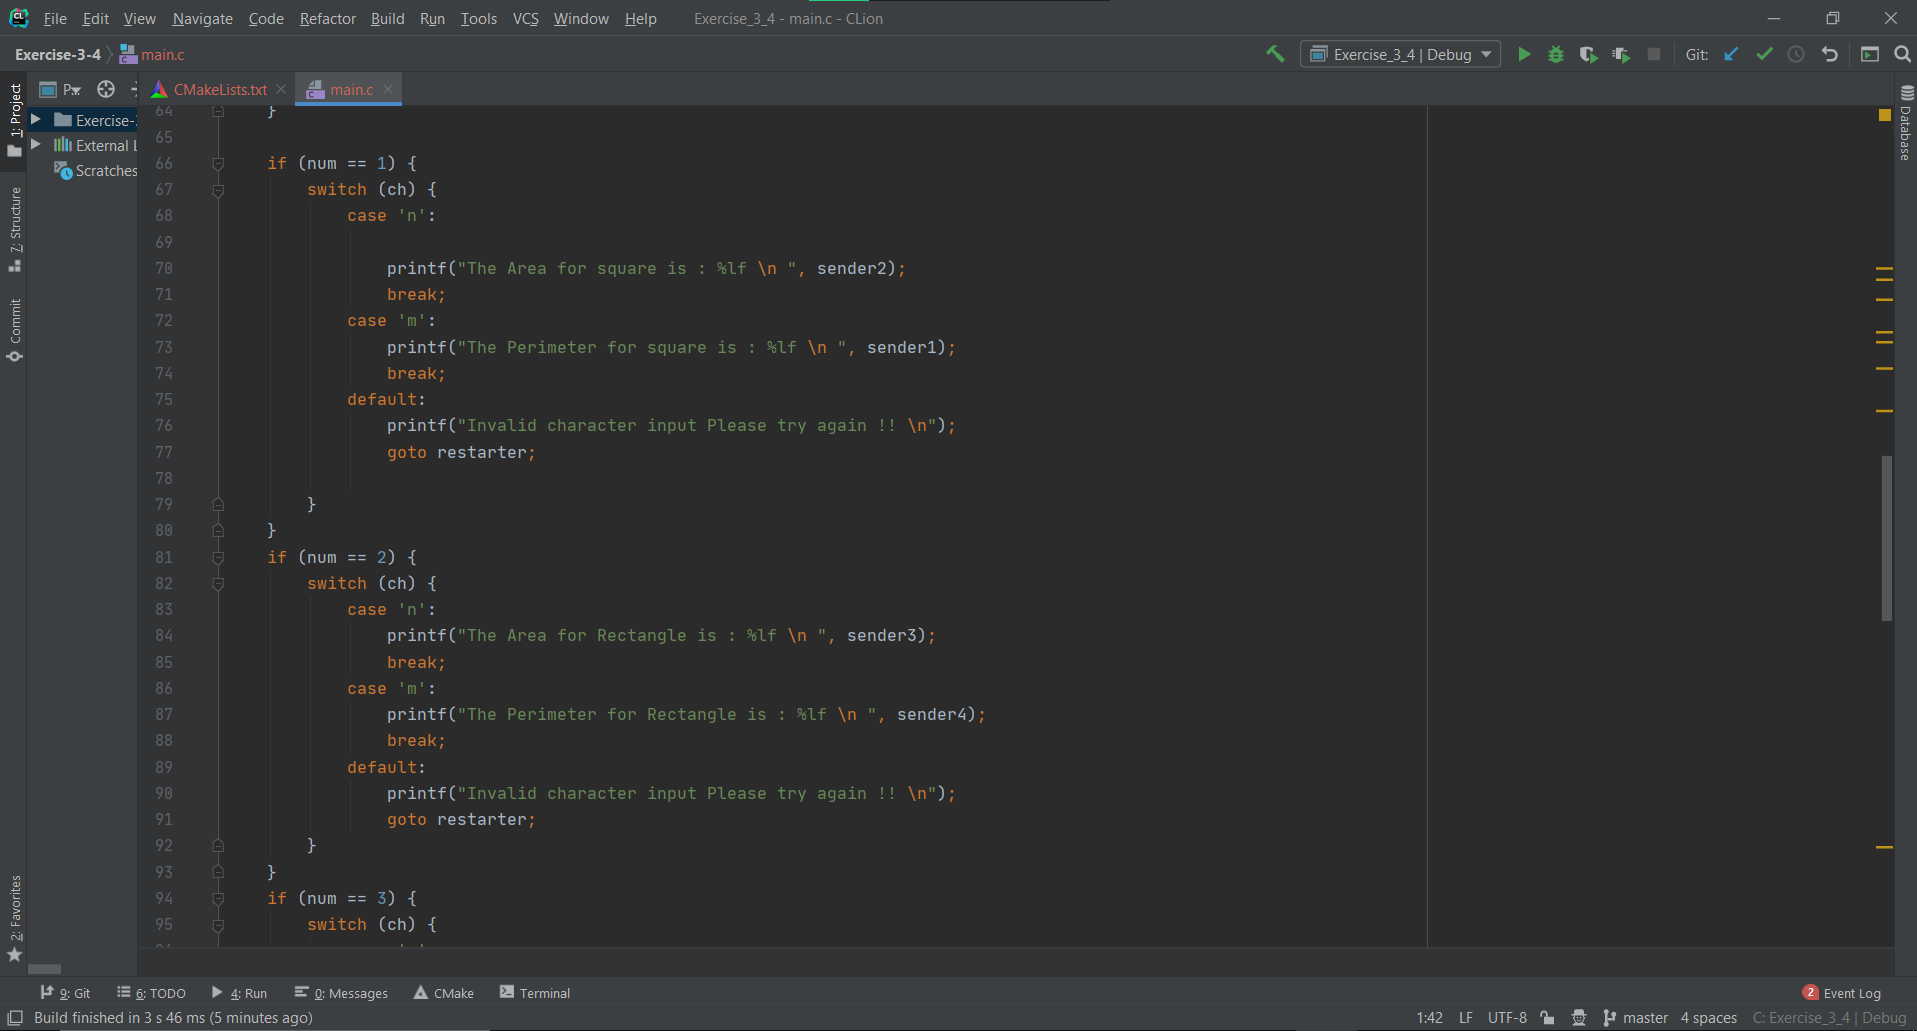 CL File Edit View Navigate Code Refactor Build Run Tools VCS Window Help Exercise_3_4 - main.c - CLion
Exercise-3-4 main.c Exercise_3_4 | Debug Git:
P.. CMakeLists.txt main.c
1: Project
Exercise-
External L
Scratches
7: Structure
Commit
2: Favorites
Database
64 }
65
66 if (num == 1) {
67 switch (ch) {
68 case 'n':
69
70 printf("The Area for square is : %lf \n ", sender2);
71 break;
72 case 'm':
73 printf("The Perimeter for square is : %lf \n ", sender1);
74 break;
75 default:
76 printf("Invalid character input Please try again !! \n");
77 goto restarter;
78
79 }
80 }
81 if (num == 2) {
82 switch (ch) {
83 case 'n':
84 printf("The Area for Rectangle is : %lf \n ", sender3);
85 break;
86 case 'm':
87 printf("The Perimeter for Rectangle is : %lf \n ", sender4);
88 break;
89 default:
90 printf("Invalid character input Please try again !! \n");
91 goto restarter;
92 }
93 }
94 if (num == 3) {
95 switch (ch) {
9: Git 6: TODO 4: Run 0: Messages CMake Terminal 2 Event Log
Build finished in 3 s 46 ms (5 minutes ago) 1:42 LF UTF-8 master 4 spaces C: Exercise_3_4 | Debug